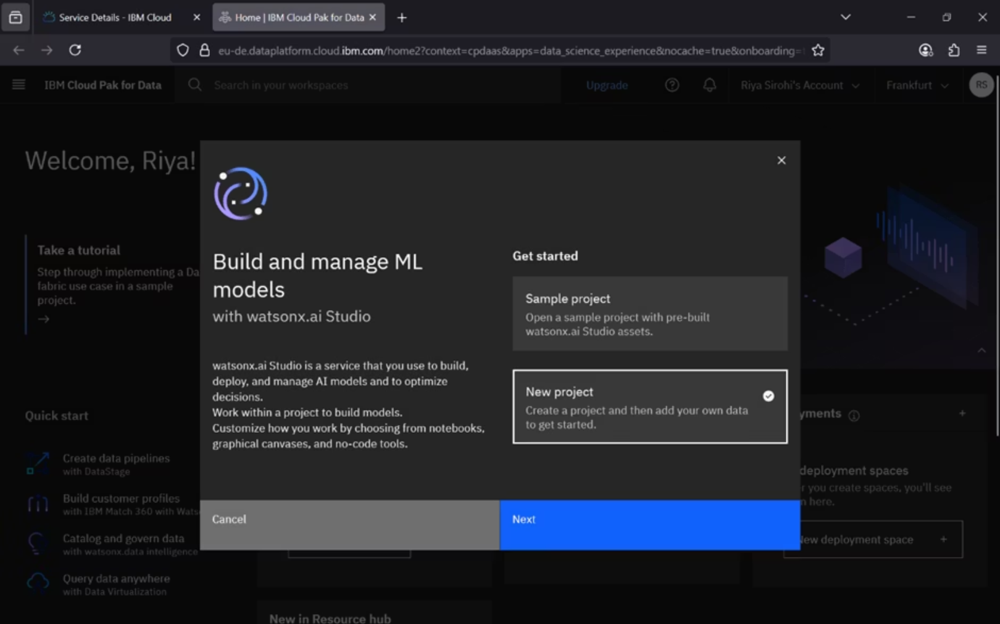 Service Details - IBM Cloud
Home | IBM Cloud Pak for Data
eu-de.dataplatform.cloud.ibm.com/home2?context=cpdaas&apps=data_science_experience&nocache=true&onboarding=
IBM Cloud Pak for Data
Search in your workspaces
Upgrade
Riya Sirohi's Account
Frankfurt
RS
Welcome, Riya!
Take a tutorial
Step through implementing a Da
fabric use case in a sample
project.
Quick start
Create data pipelines
with DataStage
Build customer profiles
with IBM Match 360 with Wats
Catalog and govern data
with watsonx.data intelligence
Query data anywhere
with Data Virtualization
Build and manage ML
models
with watsonx.ai Studio
watsonx.ai Studio is a service that you use to build,
deploy, and manage AI models and to optimize
decisions.
Work within a project to build models.
Customize how you work by choosing from notebooks,
graphical canvases, and no-code tools.
Get started
Sample project
Open a sample project with pre-built
watsonx.ai Studio assets.
New project
Create a project and then add your own data
to get started.
Cancel
Next
yments
deployment spaces
r you create spaces, you'll see
n here.
New deployment space
New in Resource hub